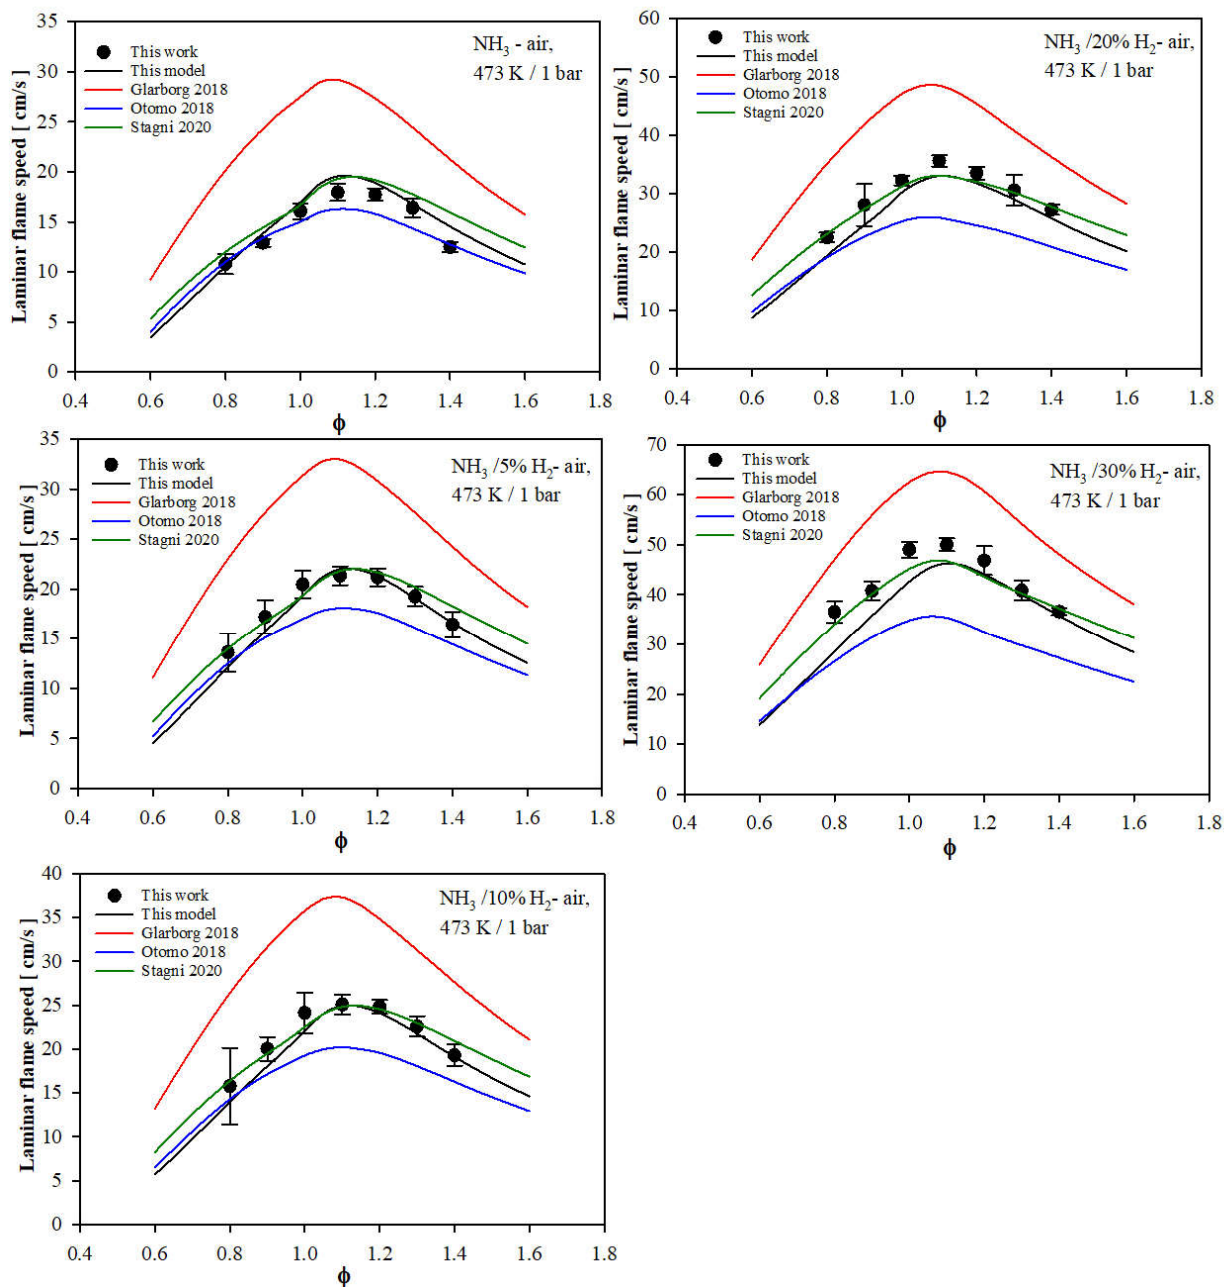 35
30
25
20
15
10
5
0
Laminar flame speed [ cm/s ]
This work
This model
Glarborg 2018
Otomo 2018
Stagni 2020
NH3 - air,
473 K / 1 bar
0.4 0.6 0.8 1.0 1.2 1.4 1.6 1.8
ϕ
60
50
40
30
20
10
0
Laminar flame speed [ cm/s ]
This work
This model
Glarborg 2018
Otomo 2018
Stagni 2020
NH3 /20% H2- air,
473 K / 1 bar
0.4 0.6 0.8 1.0 1.2 1.4 1.6 1.8
ϕ
35
30
25
20
15
10
5
0
Laminar flame speed [ cm/s ]
This work
This model
Glarborg 2018
Otomo 2018
Stagni 2020
NH3 /5% H2- air,
473 K / 1 bar
0.4 0.6 0.8 1.0 1.2 1.4 1.6 1.8
ϕ
70
60
50
40
30
20
10
0
Laminar flame speed [ cm/s ]
This work
This model
Glarborg 2018
Otomo 2018
Stagni 2020
NH3 /30% H2- air,
473 K / 1 bar
0.4 0.6 0.8 1.0 1.2 1.4 1.6 1.8
ϕ
40
35
30
25
20
15
10
5
0
Laminar flame speed [ cm/s ]
This work
This model
Glarborg 2018
Otomo 2018
Stagni 2020
NH3 /10% H2- air,
473 K / 1 bar
0.4 0.6 0.8 1.0 1.2 1.4 1.6 1.8
ϕ